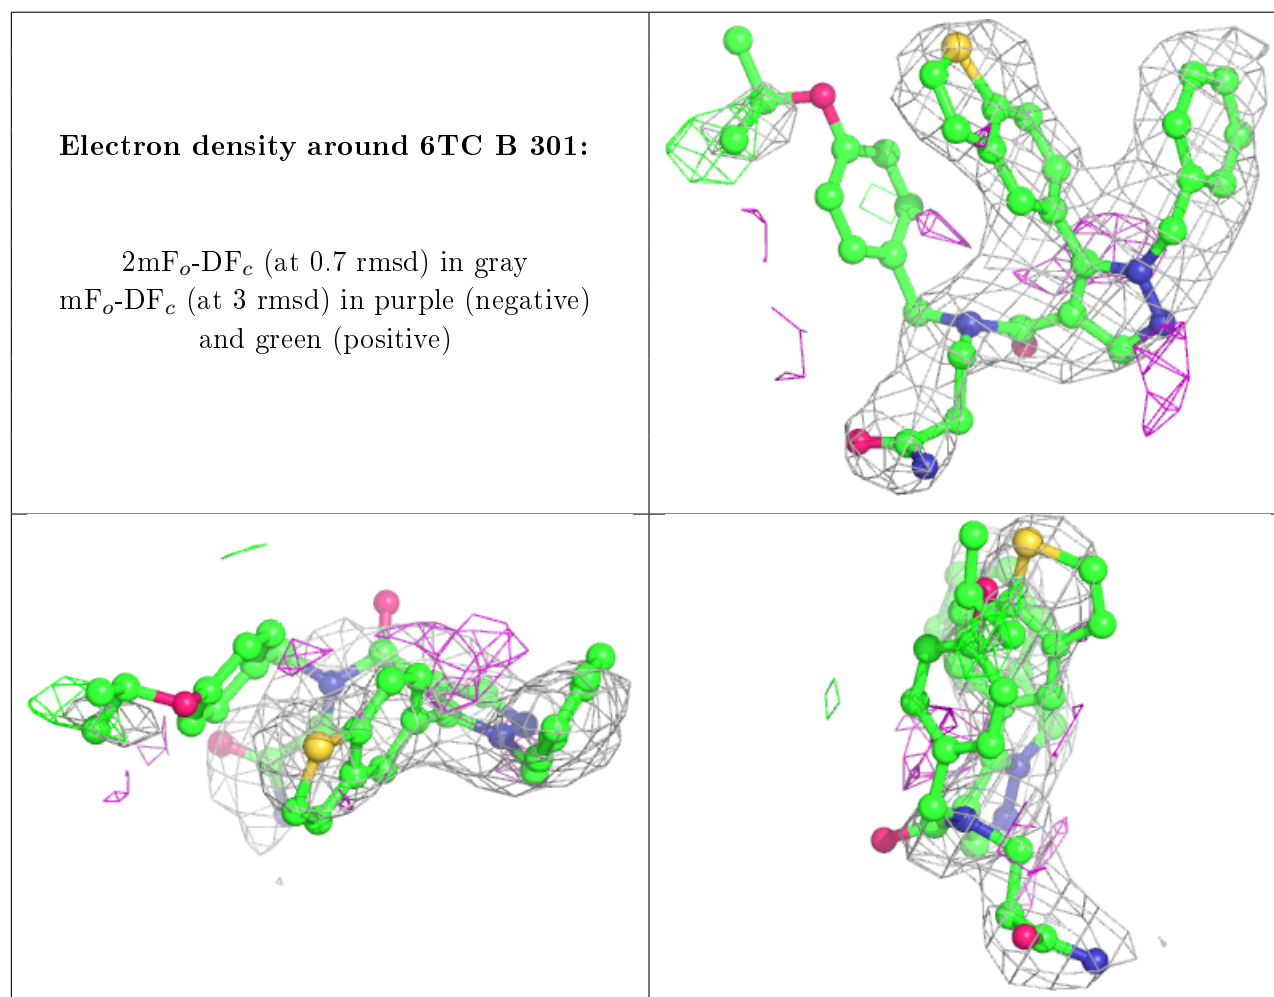 Electron density around 6TC B 301:
2mFₒ-DF𝒸 (at 0.7 rmsd) in gray
mFₒ-DF𝒸 (at 3 rmsd) in purple (negative)
and green (positive)